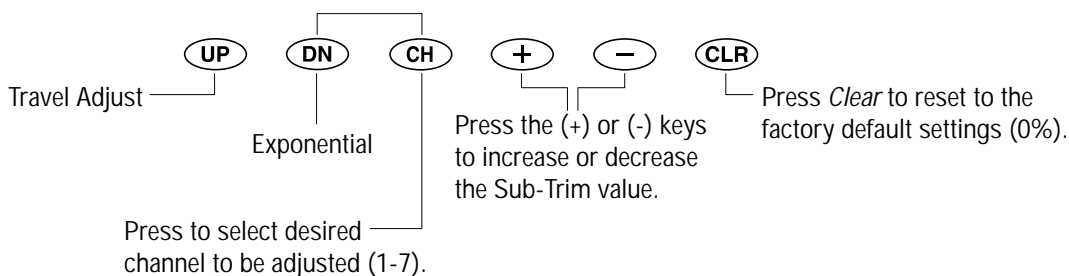 UP DN CH + − CLR
Travel Adjust
Exponential
Press to select desired
channel to be adjusted (1-7).
Press the (+) or (-) keys
to increase or decrease
the Sub-Trim value.
Press Clear to reset to the
factory default settings (0%).